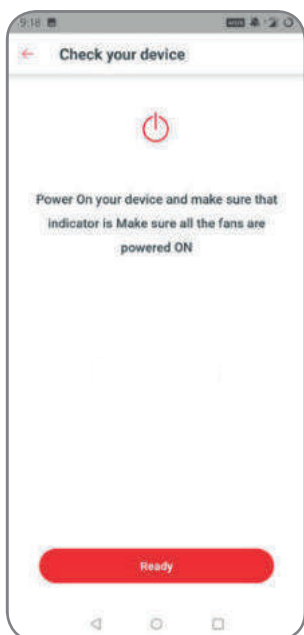 9:18
Check your device
Power On your device and make sure that
indicator is Make sure all the fans are
powered ON
Ready